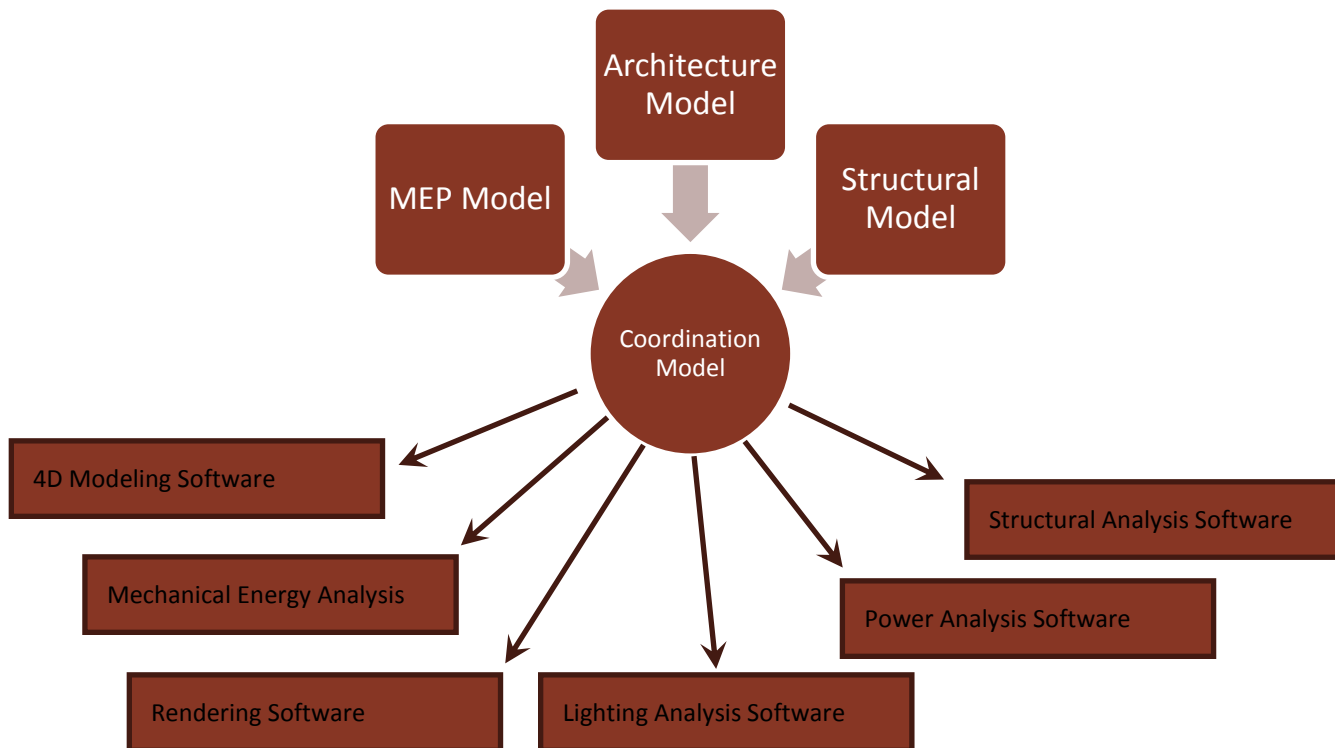 Architecture
Model
MEP Model
Structural
Model
Coordination
Model
4D Modeling Software
Structural Analysis Software
Mechanical Energy Analysis
Power Analysis Software
Rendering Software
Lighting Analysis Software